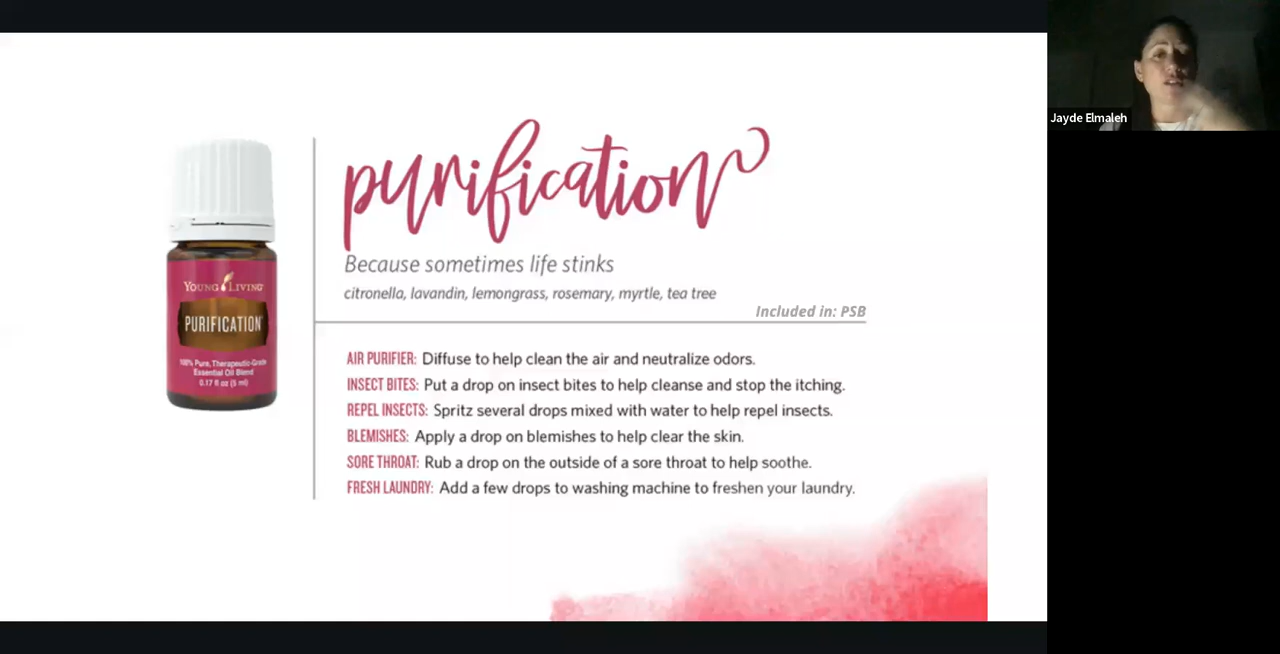 purification
Because sometimes life stinks
citronella, lavandin, lemongrass, rosemary, myrtle, tea tree
Included in: PSB
AIR PURIFIER: Diffuse to help clean the air and neutralize odors.
INSECT BITES: Put a drop on insect bites to help cleanse and stop the itching.
REPEL INSECTS: Spritz several drops mixed with water to help repel insects.
BLEMISHES: Apply a drop on blemishes to help clear the skin.
SORE THROAT: Rub a drop on the outside of a sore throat to help soothe.
FRESH LAUNDRY: Add a few drops to washing machine to freshen your laundry.
YOUNG LIVING
PURIFICATION
100% Pure, Therapeutic-Grade
Essential Oil Blend
0.17 fl oz (5 ml)
Jayde Elmaleh